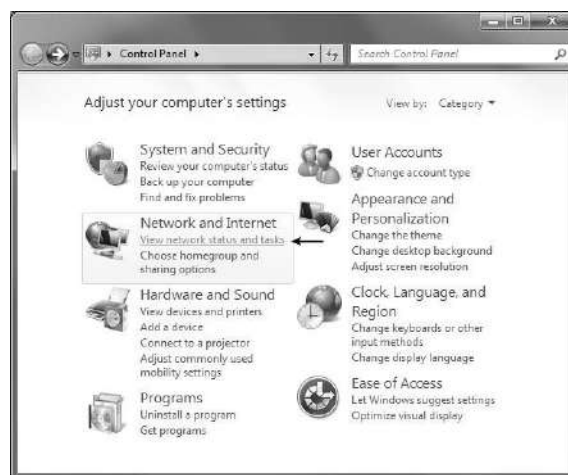 Control Panel
Search Control Panel
Adjust your computer's settings
View by: Category
System and Security
Review your computer's status
Back up your computer
Find and fix problems
Network and Internet
View network status and tasks
Choose homegroup and
sharing options
Hardware and Sound
View devices and printers
Add a device
Connect to a projector
Adjust commonly used
mobility settings
Programs
Uninstall a program
Get programs
User Accounts
Change account type
Appearance and
Personalization
Change the theme
Change desktop background
Adjust screen resolution
Clock, Language, and
Region
Change keyboards or other
input methods
Change display language
Ease of Access
Let Windows suggest settings
Optimize visual display